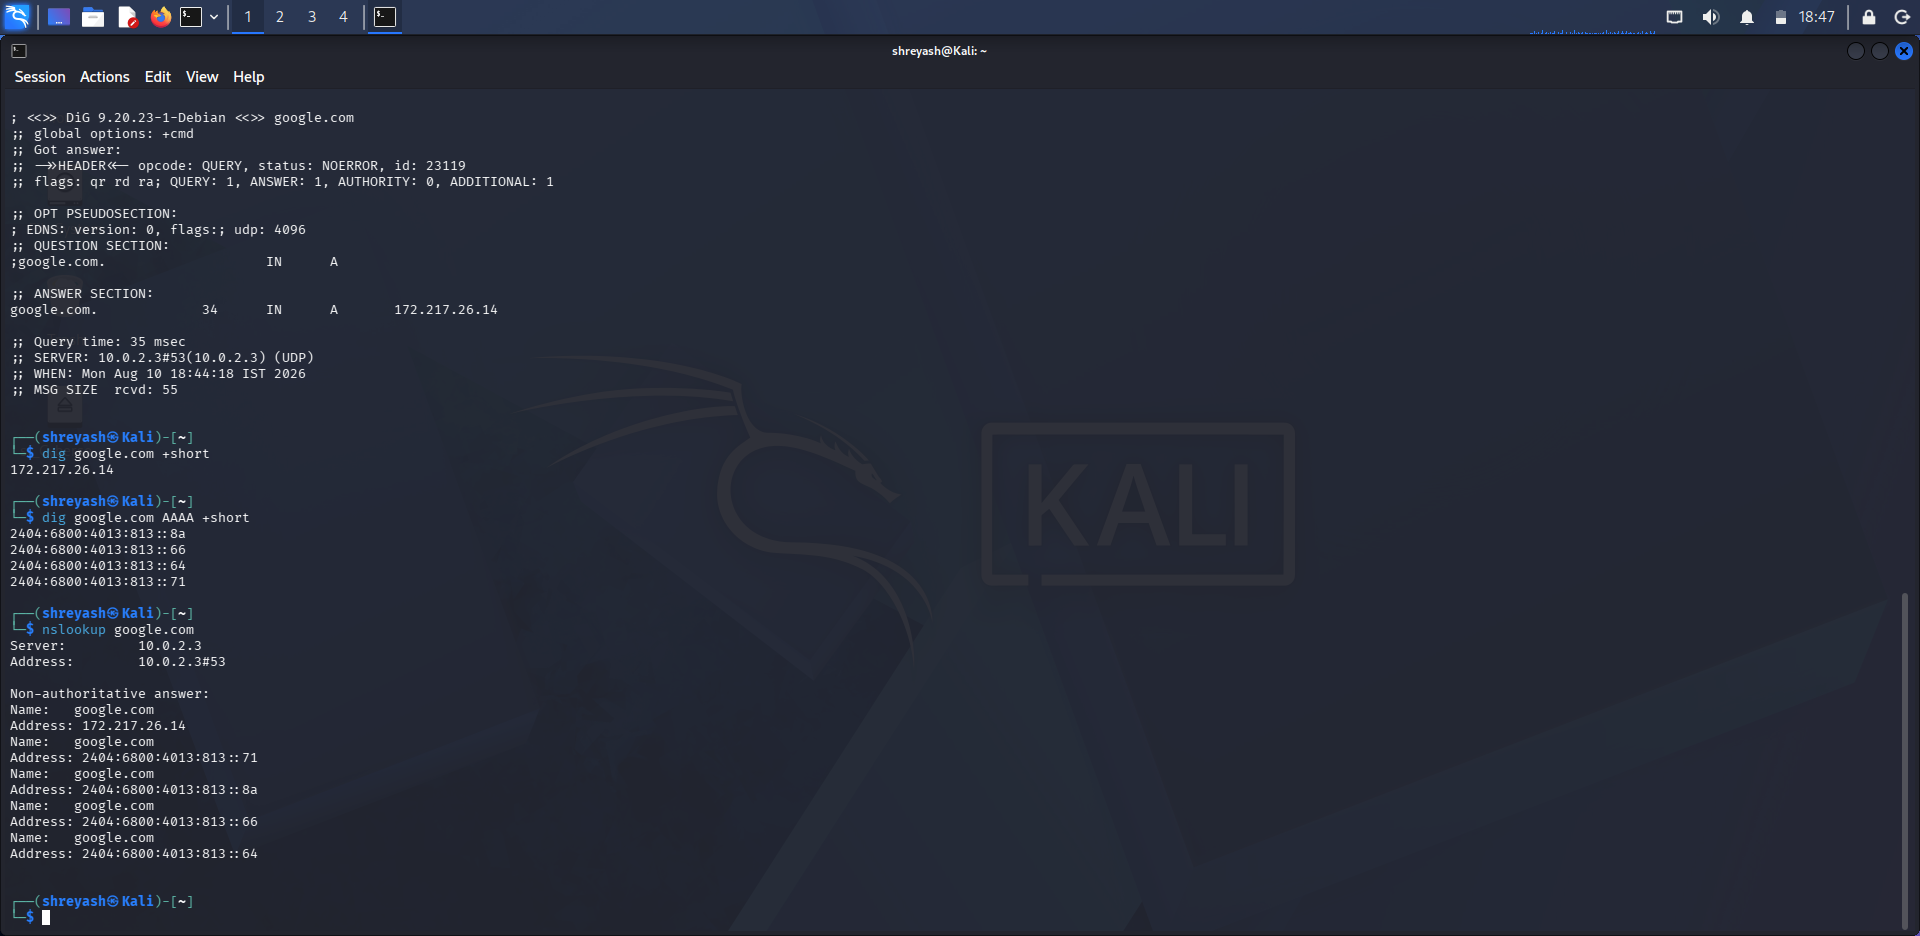 1 2 3 4 18:47
shreyash@Kali: ~
Session Actions Edit View Help
; <<>> DiG 9.20.23-1-Debian <<>> google.com
;; global options: +cmd
;; Got answer:
;; ->>HEADER<<- opcode: QUERY, status: NOERROR, id: 23119
;; flags: qr rd ra; QUERY: 1, ANSWER: 1, AUTHORITY: 0, ADDITIONAL: 1
;; OPT PSEUDOSECTION:
; EDNS: version: 0, flags:; udp: 4096
;; QUESTION SECTION:
;google.com. IN A
;; ANSWER SECTION:
google.com. 34 IN A 172.217.26.14
;; Query time: 35 msec
;; SERVER: 10.0.2.3#53(10.0.2.3) (UDP)
;; WHEN: Mon Aug 10 18:44:18 IST 2026
;; MSG SIZE  rcvd: 55
┌──(shreyash㉿Kali)-[~]
└─$ dig google.com +short
172.217.26.14
┌──(shreyash㉿Kali)-[~]
└─$ dig google.com AAAA +short
2404:6800:4013:813::8a
2404:6800:4013:813::66
2404:6800:4013:813::64
2404:6800:4013:813::71
┌──(shreyash㉿Kali)-[~]
└─$ nslookup google.com
Server: 10.0.2.3
Address: 10.0.2.3#53
Non-authoritative answer:
Name: google.com
Address: 172.217.26.14
Name: google.com
Address: 2404:6800:4013:813::71
Name: google.com
Address: 2404:6800:4013:813::8a
Name: google.com
Address: 2404:6800:4013:813::66
Name: google.com
Address: 2404:6800:4013:813::64
┌──(shreyash㉿Kali)-[~]
└─$
KALI